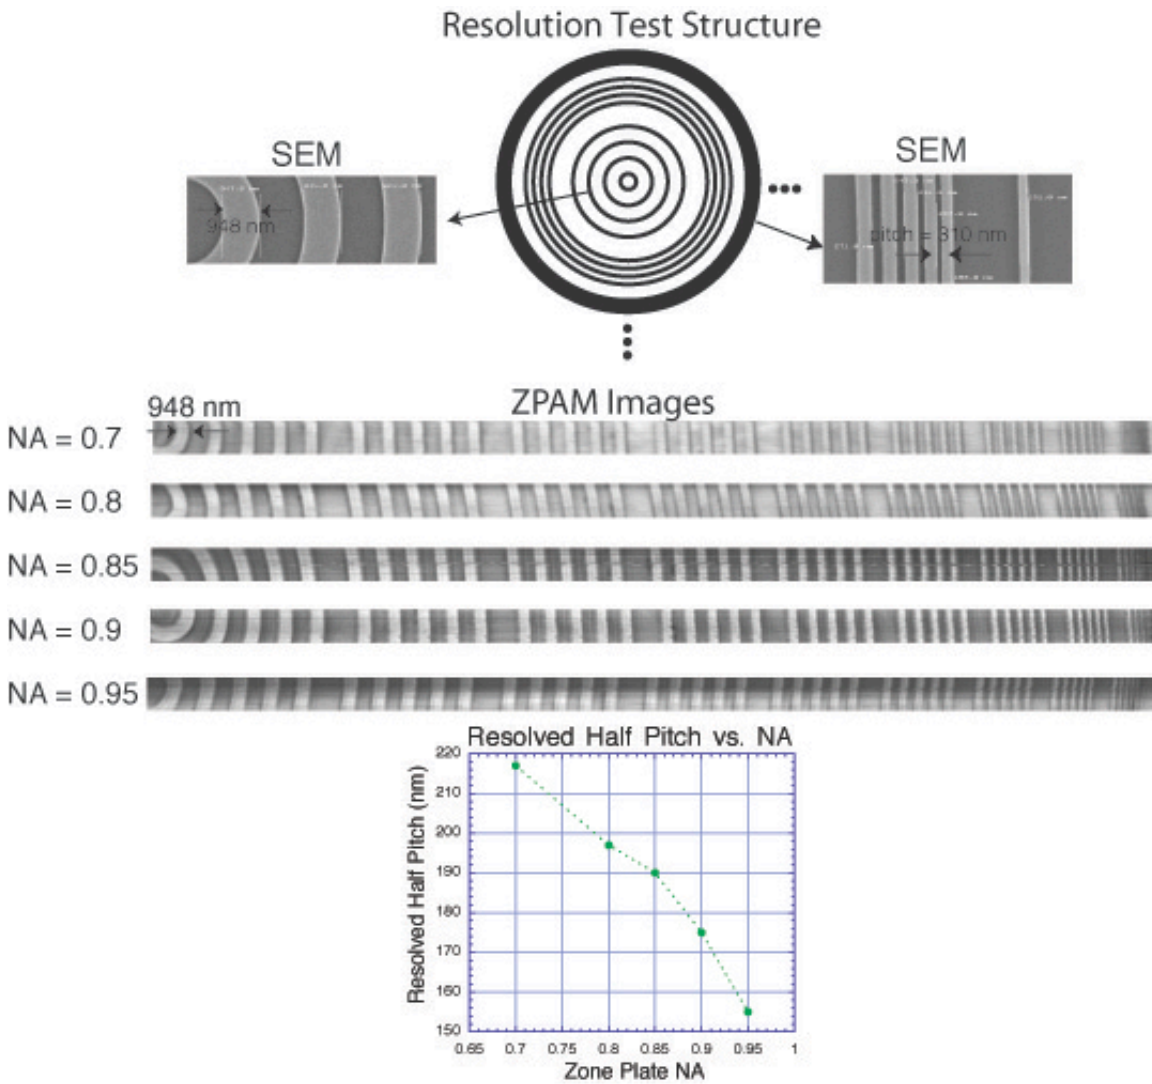 Resolution Test Structure
SEM
SEM
948 nm
pitch = 310 nm
ZPAM Images
948 nm
NA = 0.7
NA = 0.8
NA = 0.85
NA = 0.9
NA = 0.95
Resolved Half Pitch vs. NA
Resolved Half Pitch (nm)
220
210
200
190
180
170
160
150
0.65 0.7 0.75 0.8 0.85 0.9 0.95 1
Zone Plate NA